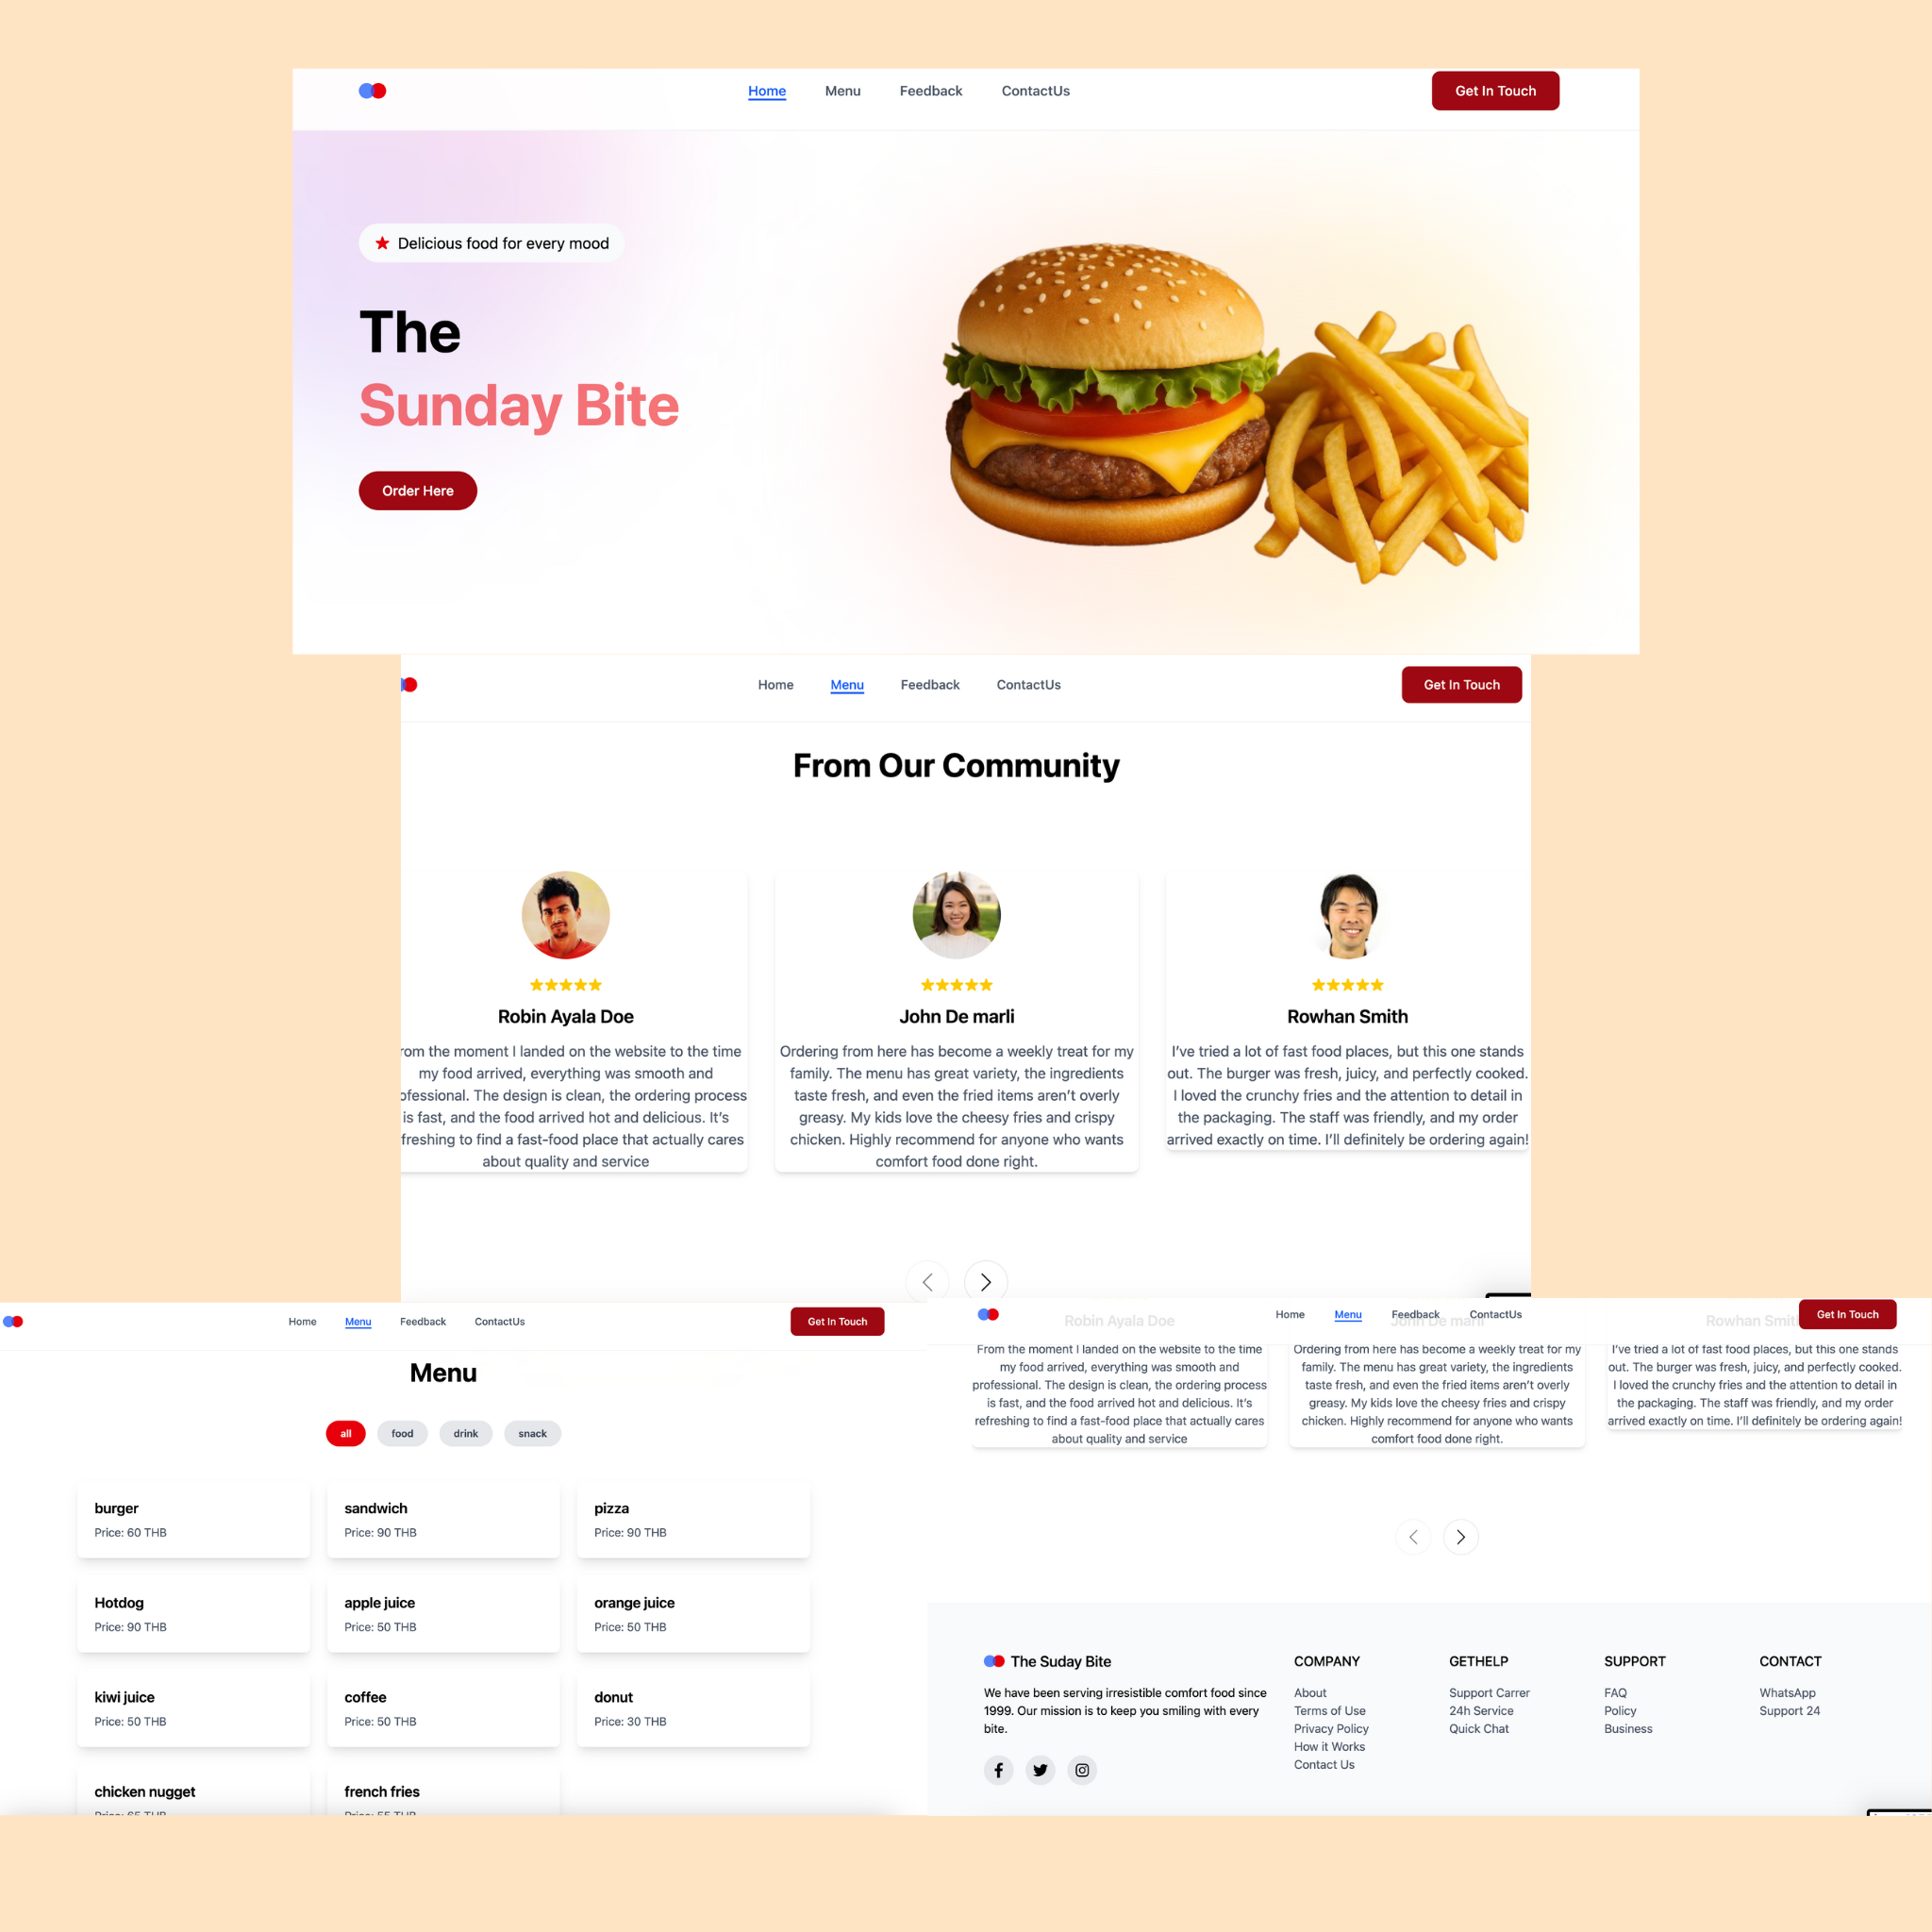 Home Menu Feedback ContactUs Get In Touch
Delicious food for every mood
The
Sunday Bite
Order Here
Home Menu Feedback ContactUs Get In Touch
From Our Community
Robin Ayala Doe
rom the moment I landed on the website to the time
my food arrived, everything was smooth and
ofessional. The design is clean, the ordering process
is fast, and the food arrived hot and delicious. It’s
freshing to find a fast-food place that actually cares
about quality and service
John De marli
Ordering from here has become a weekly treat for my
family. The menu has great variety, the ingredients
taste fresh, and even the fried items aren’t overly
greasy. My kids love the cheesy fries and crispy
chicken. Highly recommend for anyone who wants
comfort food done right.
Rowhan Smith
I’ve tried a lot of fast food places, but this one stands
out. The burger was fresh, juicy, and perfectly cooked.
I loved the crunchy fries and the attention to detail in
the packaging. The staff was friendly, and my order
arrived exactly on time. I’ll definitely be ordering again!
Home Menu Feedback ContactUs Get In Touch
Menu
all food drink snack
burger
Price: 60 THB
sandwich
Price: 90 THB
pizza
Price: 90 THB
Hotdog
Price: 90 THB
apple juice
Price: 50 THB
orange juice
Price: 50 THB
kiwi juice
Price: 50 THB
coffee
Price: 50 THB
donut
Price: 30 THB
chicken nugget
Price: 65 THB
french fries
Price: 55 THB
Home Menu Feedback ContactUs Get In Touch
Robin Ayala Doe
From the moment I landed on the website to the time
my food arrived, everything was smooth and
professional. The design is clean, the ordering process
is fast, and the food arrived hot and delicious. It’s
refreshing to find a fast-food place that actually cares
about quality and service
John De marli
Ordering from here has become a weekly treat for my
family. The menu has great variety, the ingredients
taste fresh, and even the fried items aren’t overly
greasy. My kids love the cheesy fries and crispy
chicken. Highly recommend for anyone who wants
comfort food done right.
Rowhan Smit
I’ve tried a lot of fast food places, but this one stands
out. The burger was fresh, juicy, and perfectly cooked.
I loved the crunchy fries and the attention to detail in
the packaging. The staff was friendly, and my order
arrived exactly on time. I’ll definitely be ordering again!
The Suday Bite
We have been serving irresistible comfort food since
1999. Our mission is to keep you smiling with every
bite.
COMPANY
About
Terms of Use
Privacy Policy
How it Works
Contact Us
GETHELP
Support Carrer
24h Service
Quick Chat
SUPPORT
FAQ
Policy
Business
CONTACT
WhatsApp
Support 24